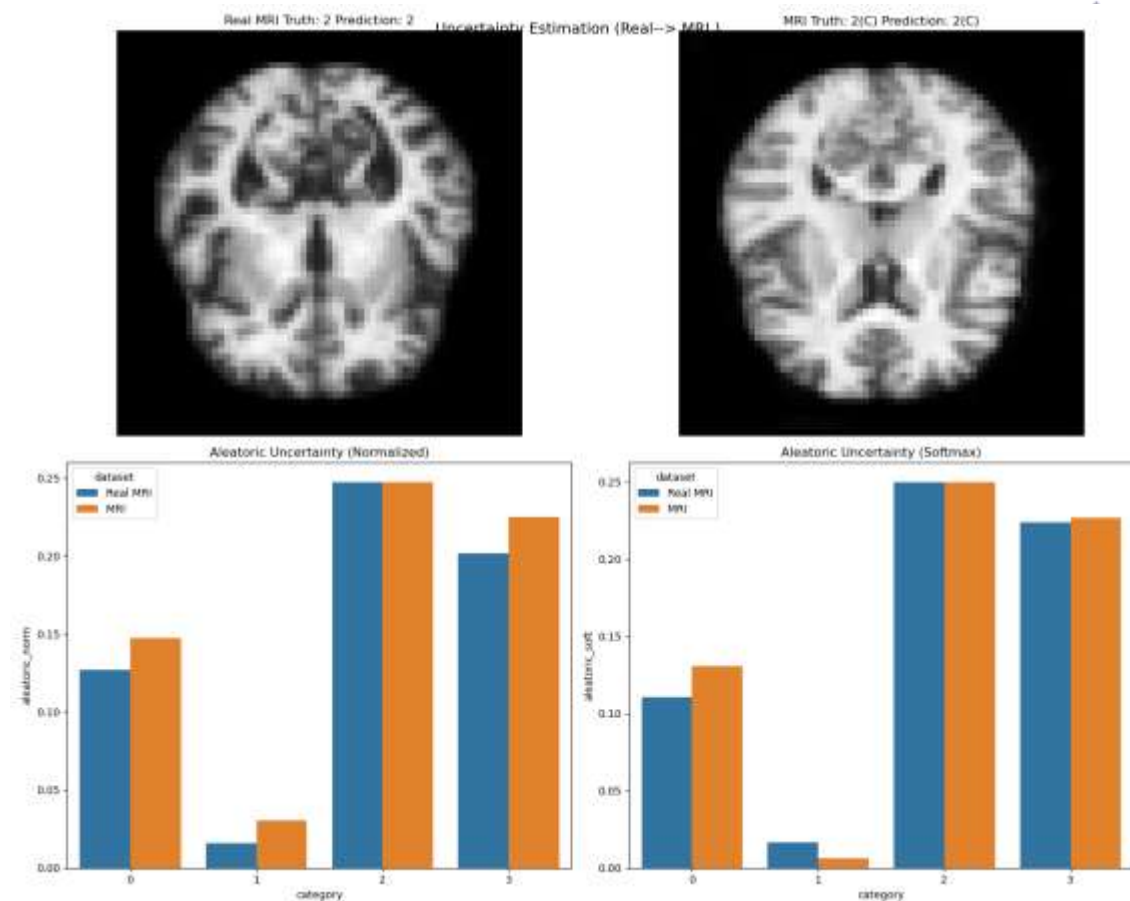 Real MRI Truth: 2 Prediction: 2
Uncertainty Estimation (Real--> MRI )
MRI Truth: 2(C) Prediction: 2(C)
Aleatoric Uncertainty (Normalized)
dataset
Real MRI
MRI
0.25
0.20
0.15
0.10
0.05
0.00
aleatoric_norm
0
1
2
3
category
Aleatoric Uncertainty (Softmax)
dataset
Real MRI
MRI
0.25
0.20
0.15
0.10
0.05
0.00
aleatoric_soft
0
1
2
3
category